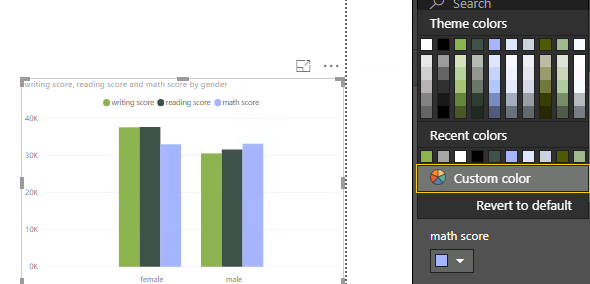 writing score, reading score and math score by gender
writing score reading score math score
40K
30K
20K
10K
0K
female male
Search
Theme colors
Recent colors
Custom color
Revert to default
math score